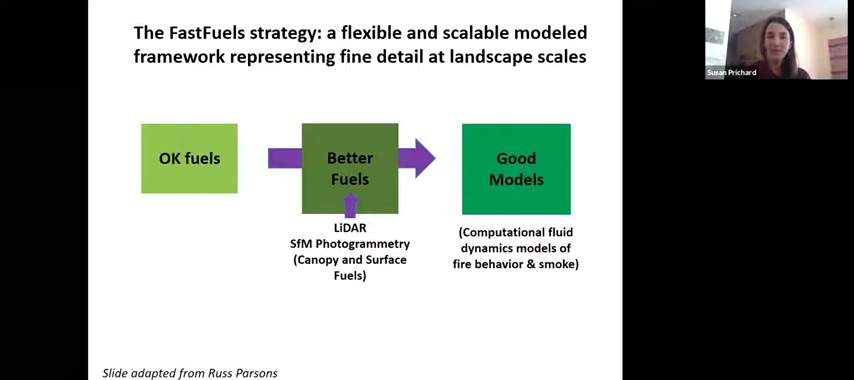 The FastFuels strategy: a flexible and scalable modeled
framework representing fine detail at landscape scales
Susan Prichard
OK fuels
Better
Fuels
Good
Models
LiDAR
SfM Photogrammetry
(Canopy and Surface
Fuels)
(Computational fluid
dynamics models of
fire behavior & smoke)
Slide adapted from Russ Parsons